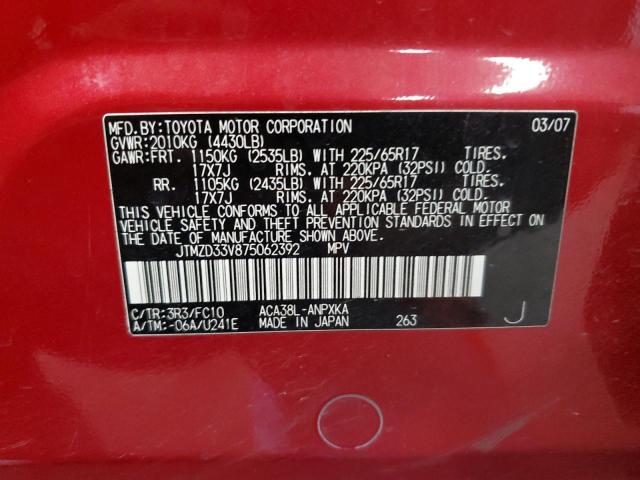 MFD.BY:TOYOTA MOTOR CORPORATION 03/07
GVWR:2010KG (4430LB)
GAWR:FRT. 1150KG (2535LB) WITH 225/65R17 TIRES.
17X7J RIMS. AT 220KPA (32PSI) COLD.
RR. 1105KG (2435LB) WITH 225/65R17 TIRES.
17X7J RIMS. AT 220KPA (32PSI) COLD.
THIS VEHICLE CONFORMS TO ALL APPLICABLE FEDERAL MOTOR
VEHICLE SAFETY AND THEFT PREVENTION STANDARDS IN EFFECT ON
THE DATE OF MANUFACTURE SHOWN ABOVE.
JTMZD33V875062392 MPV
C/TR:3R3/FC10 ACA38L-ANPXKA
A/TM:-06A/U241E MADE IN JAPAN 263 J